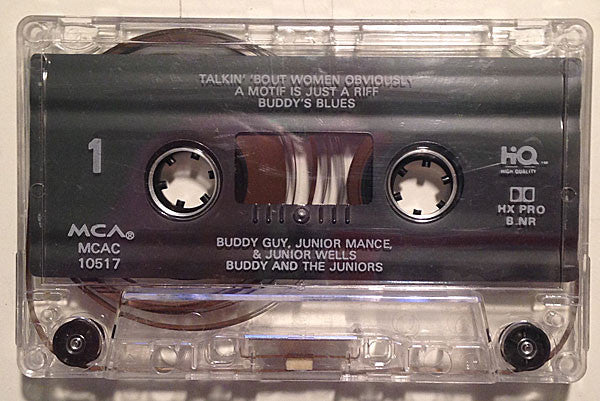 TALKIN' 'BOUT WOMEN OBVIOUSLY
A MOTIF IS JUST A RIFF
BUDDY'S BLUES
1
HQ™
HIGH QUALITY
HX PRO
B.NR
MCA®
MCAC
10517
BUDDY GUY, JUNIOR MANCE,
& JUNIOR WELLS
BUDDY AND THE JUNIORS